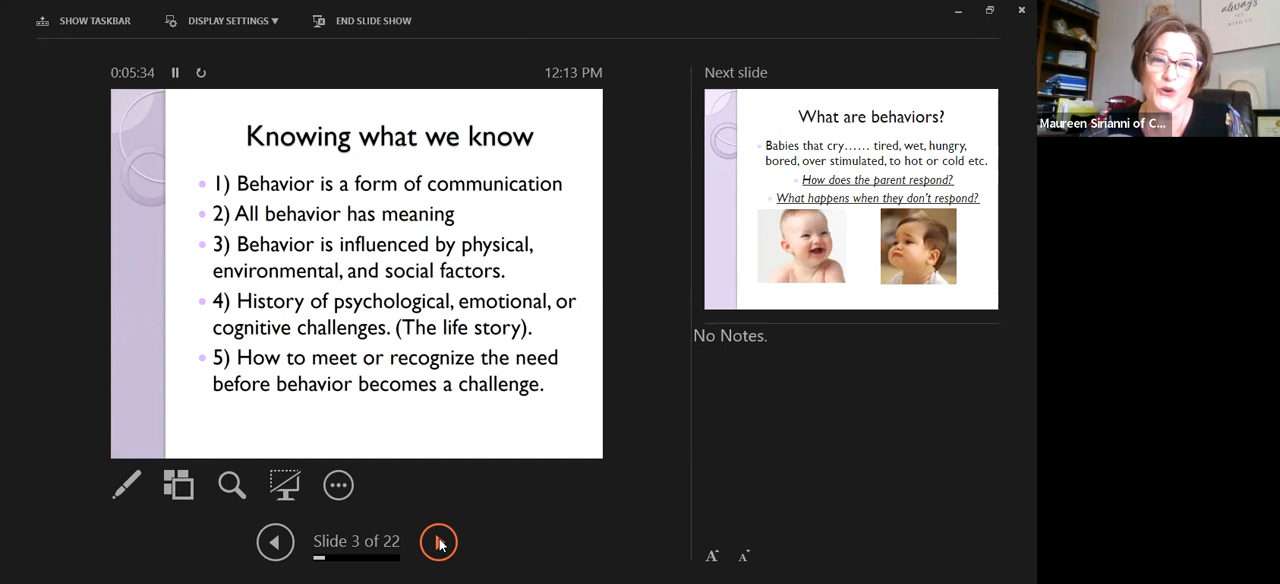 SHOW TASKBAR
DISPLAY SETTINGS ▼
END SLIDE SHOW
0:05:34
12:13 PM
Knowing what we know
1) Behavior is a form of communication
2) All behavior has meaning
3) Behavior is influenced by physical,
environmental, and social factors.
4) History of psychological, emotional, or
cognitive challenges. (The life story).
5) How to meet or recognize the need
before behavior becomes a challenge.
Slide 3 of 22
Next slide
What are behaviors?
Babies that cry...... tired, wet, hungry,
bored, over stimulated, to hot or cold etc.
How does the parent respond?
What happens when they don't respond?
No Notes.
A
A
always
Maureen Sirianni of C...